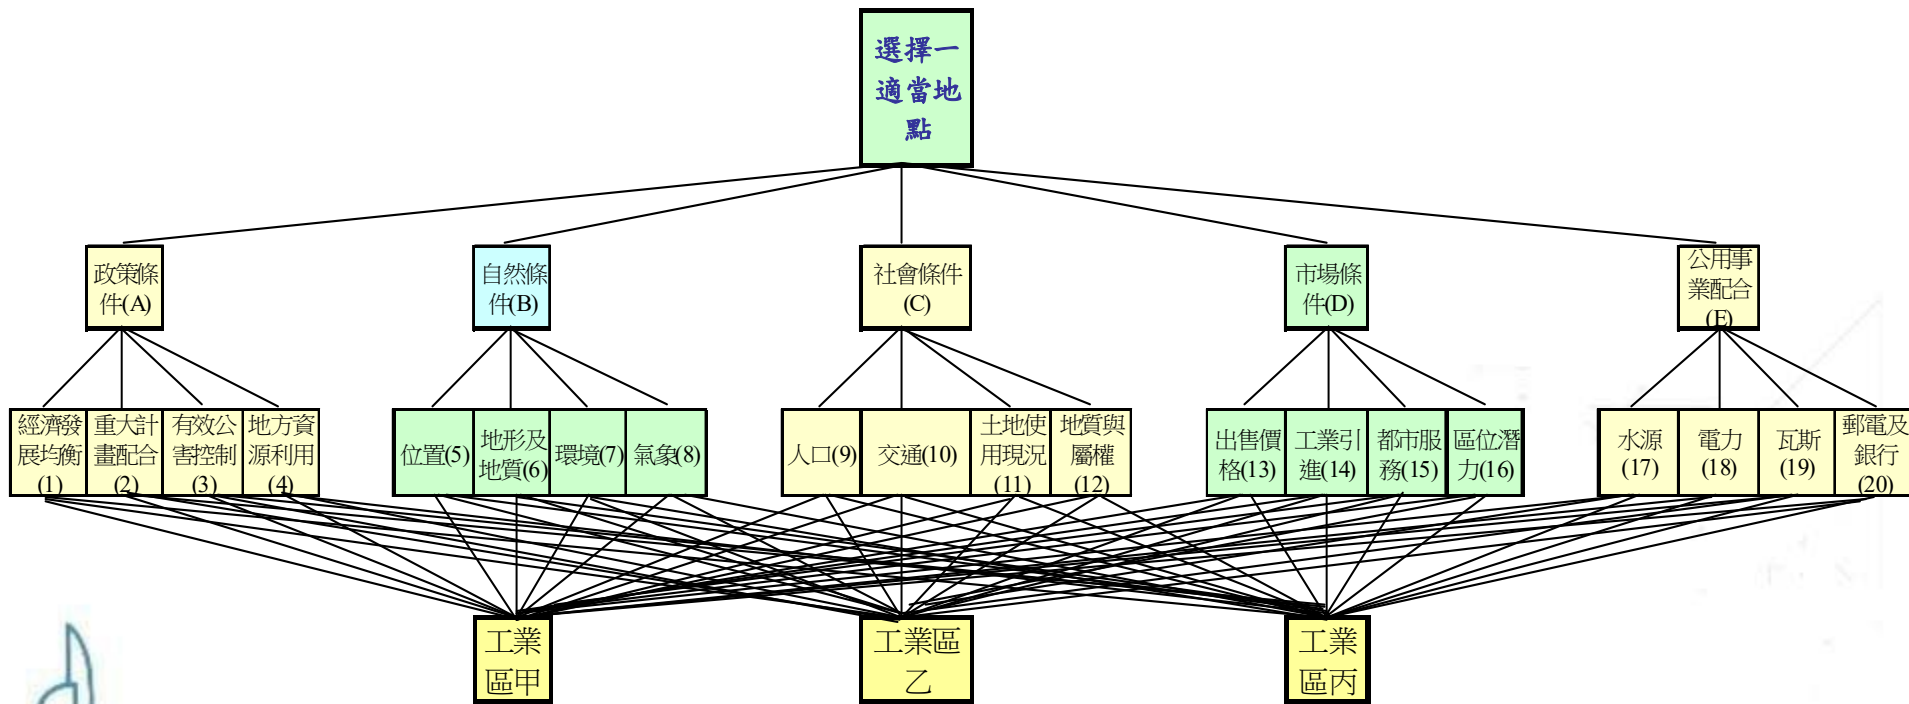 選擇一
適當地
點
政策條
件(A)
自然條
件(B)
社會條件
(C)
市場條
件(D)
公用事
業配合
(E)
經濟發
展均衡
(1)
重大計
畫配合
(2)
有效公
害控制
(3)
地方資
源利用
(4)
位置(5)
地形及
地質(6)
環境(7)
氣象(8)
人口(9)
交通(10)
土地使
用現況
(11)
地質與
屬權
(12)
出售價
格(13)
工業引
進(14)
都市服
務(15)
區位潛
力(16)
水源
(17)
電力
(18)
瓦斯
(19)
郵電及
銀行
(20)
工業
區甲
工業區
乙
工業
區丙